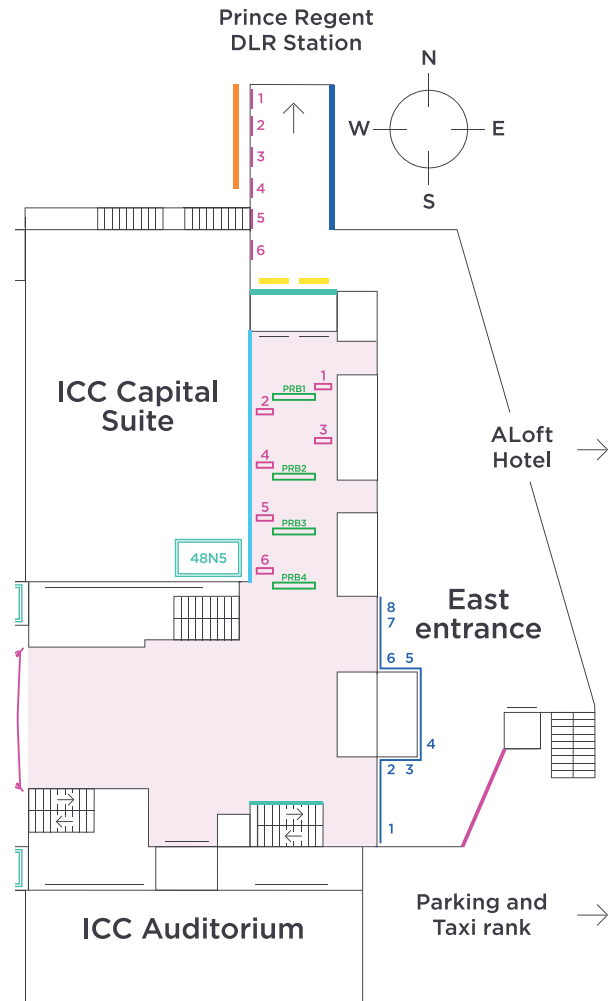 Prince Regent
DLR Station
N
W
E
S
1
2
3
4
5
6
ICC Capital
Suite
1
PRB1
2
3
4
PRB2
5
PRB3
6
PRB4
48N5
ALoft
Hotel
East
entrance
8
7
6 5
4
2 3
1
ICC Auditorium
Parking and
Taxi rank